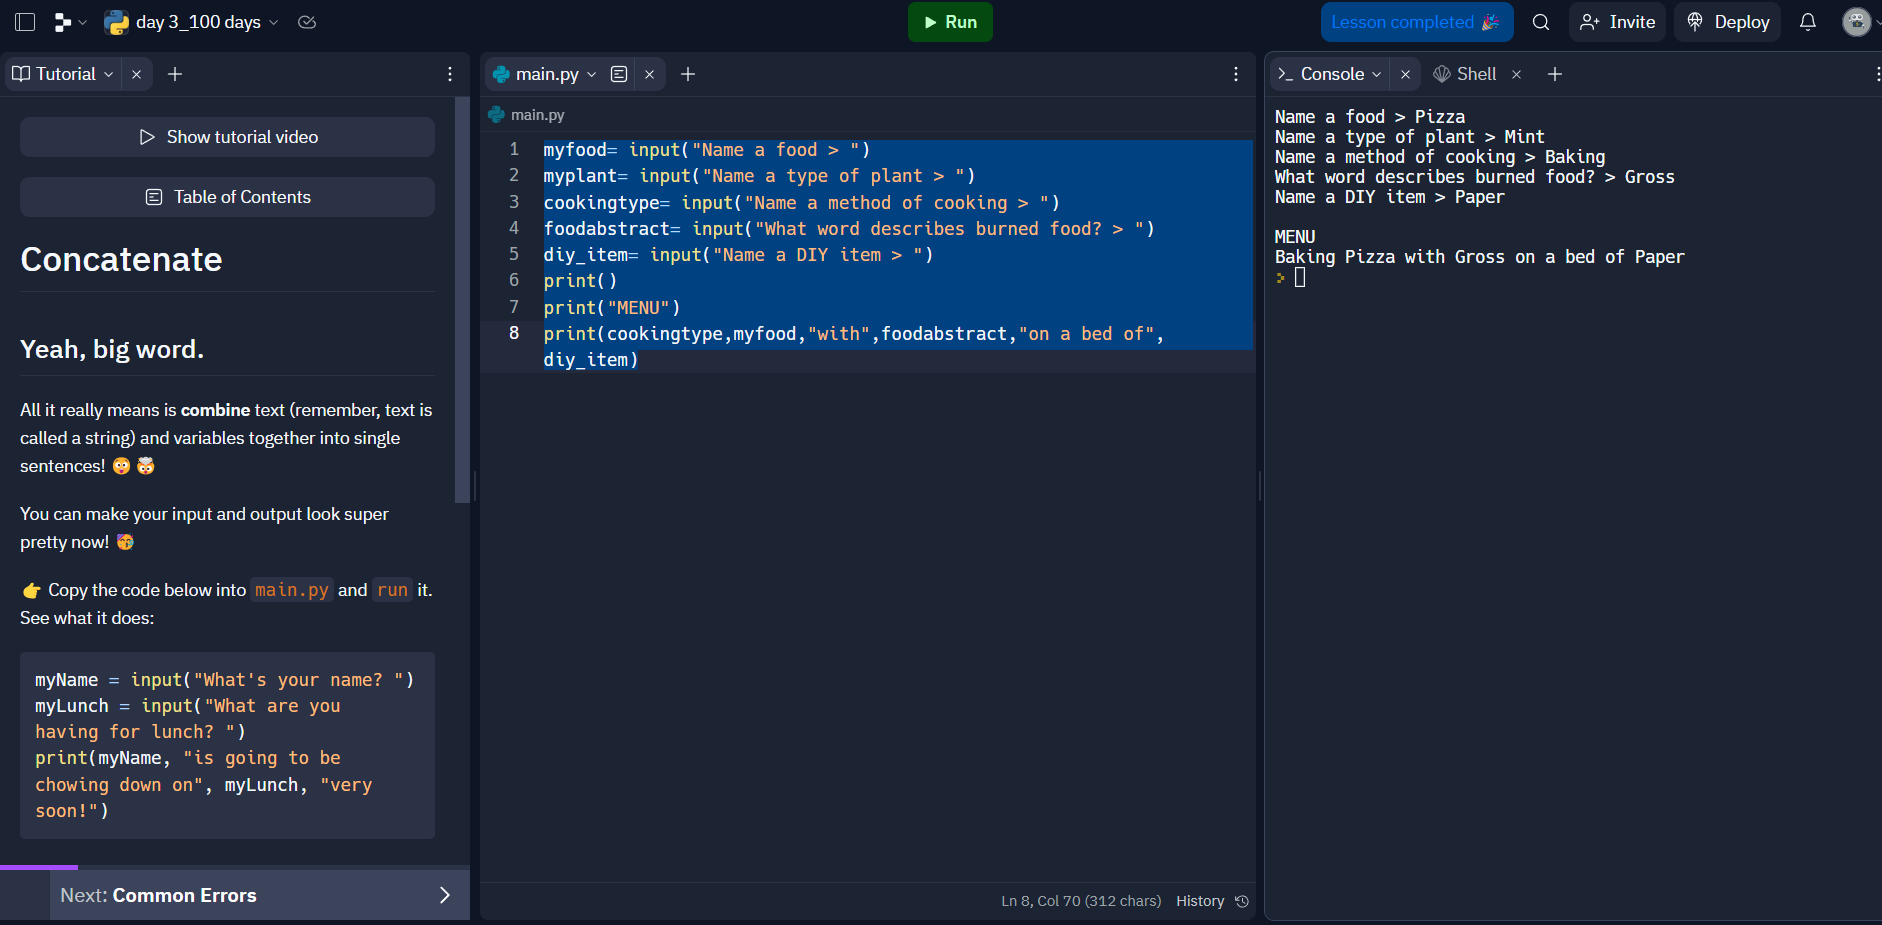 day 3_100 days
Run
Lesson completed 🎉
Invite
Deploy
Tutorial
Show tutorial video
Table of Contents
Concatenate
Yeah, big word.
All it really means is combine text (remember, text is
called a string) and variables together into single
sentences! 😳 🤯
You can make your input and output look super
pretty now! 🥳
👉 Copy the code below into main.py and run it.
See what it does:
myName = input("What's your name? ")
myLunch = input("What are you
having for lunch? ")
print(myName, "is going to be
chowing down on", myLunch, "very
soon!")
Next: Common Errors
main.py
main.py
1 myfood= input("Name a food > ")
2 myplant= input("Name a type of plant > ")
3 cookingtype= input("Name a method of cooking > ")
4 foodabstract= input("What word describes burned food? > ")
5 diy_item= input("Name a DIY item > ")
6 print()
7 print("MENU")
8 print(cookingtype,myfood,"with",foodabstract,"on a bed of",
diy_item)
Ln 8, Col 70 (312 chars) History
Console
Shell
Name a food > Pizza
Name a type of plant > Mint
Name a method of cooking > Baking
What word describes burned food? > Gross
Name a DIY item > Paper
MENU
Baking Pizza with Gross on a bed of Paper